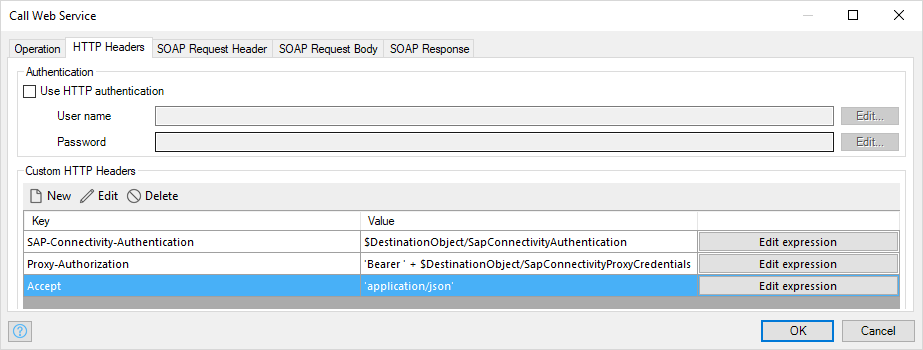 Call Web Service
Operation HTTP Headers SOAP Request Header SOAP Request Body SOAP Response
Authentication
Use HTTP authentication
User name Edit...
Password Edit...
Custom HTTP Headers
New Edit Delete
Key Value
SAP-Connectivity-Authentication $DestinationObject/SapConnectivityAuthentication Edit expression
Proxy-Authorization 'Bearer ' + $DestinationObject/SapConnectivityProxyCredentials Edit expression
Accept 'application/json' Edit expression
? OK Cancel